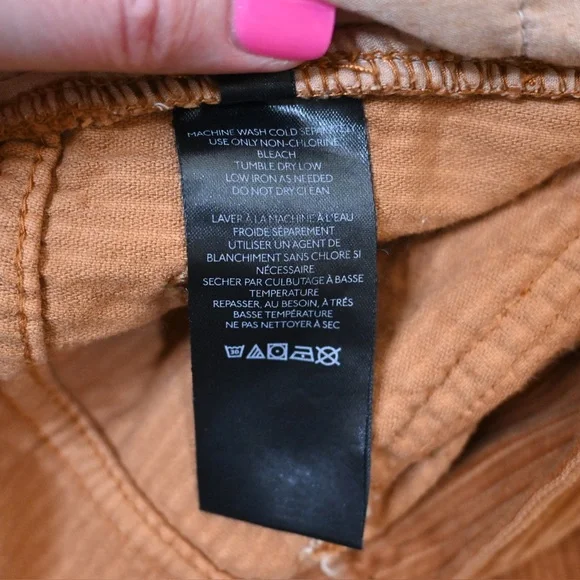 MACHINE WASH COLD SEPARATELY
USE ONLY NON-CHLORINE
BLEACH
TUMBLE DRY LOW
LOW IRON AS NEEDED
DO NOT DRY CLEAN
LAVER À LA MACHINE À L'EAU
FROIDE SÉPAREMENT
UTILISER UN AGENT DE
BLANCHIMENT SANS CHLORE SI
NÉCESSAIRE
SECHER PAR CULBUTAGE À BASSE
TEMPERATURE
REPASSER, AU BESOIN, À TRÉS
BASSE TEMPÉRATURE
NE PAS NETTOYER À SEC
30